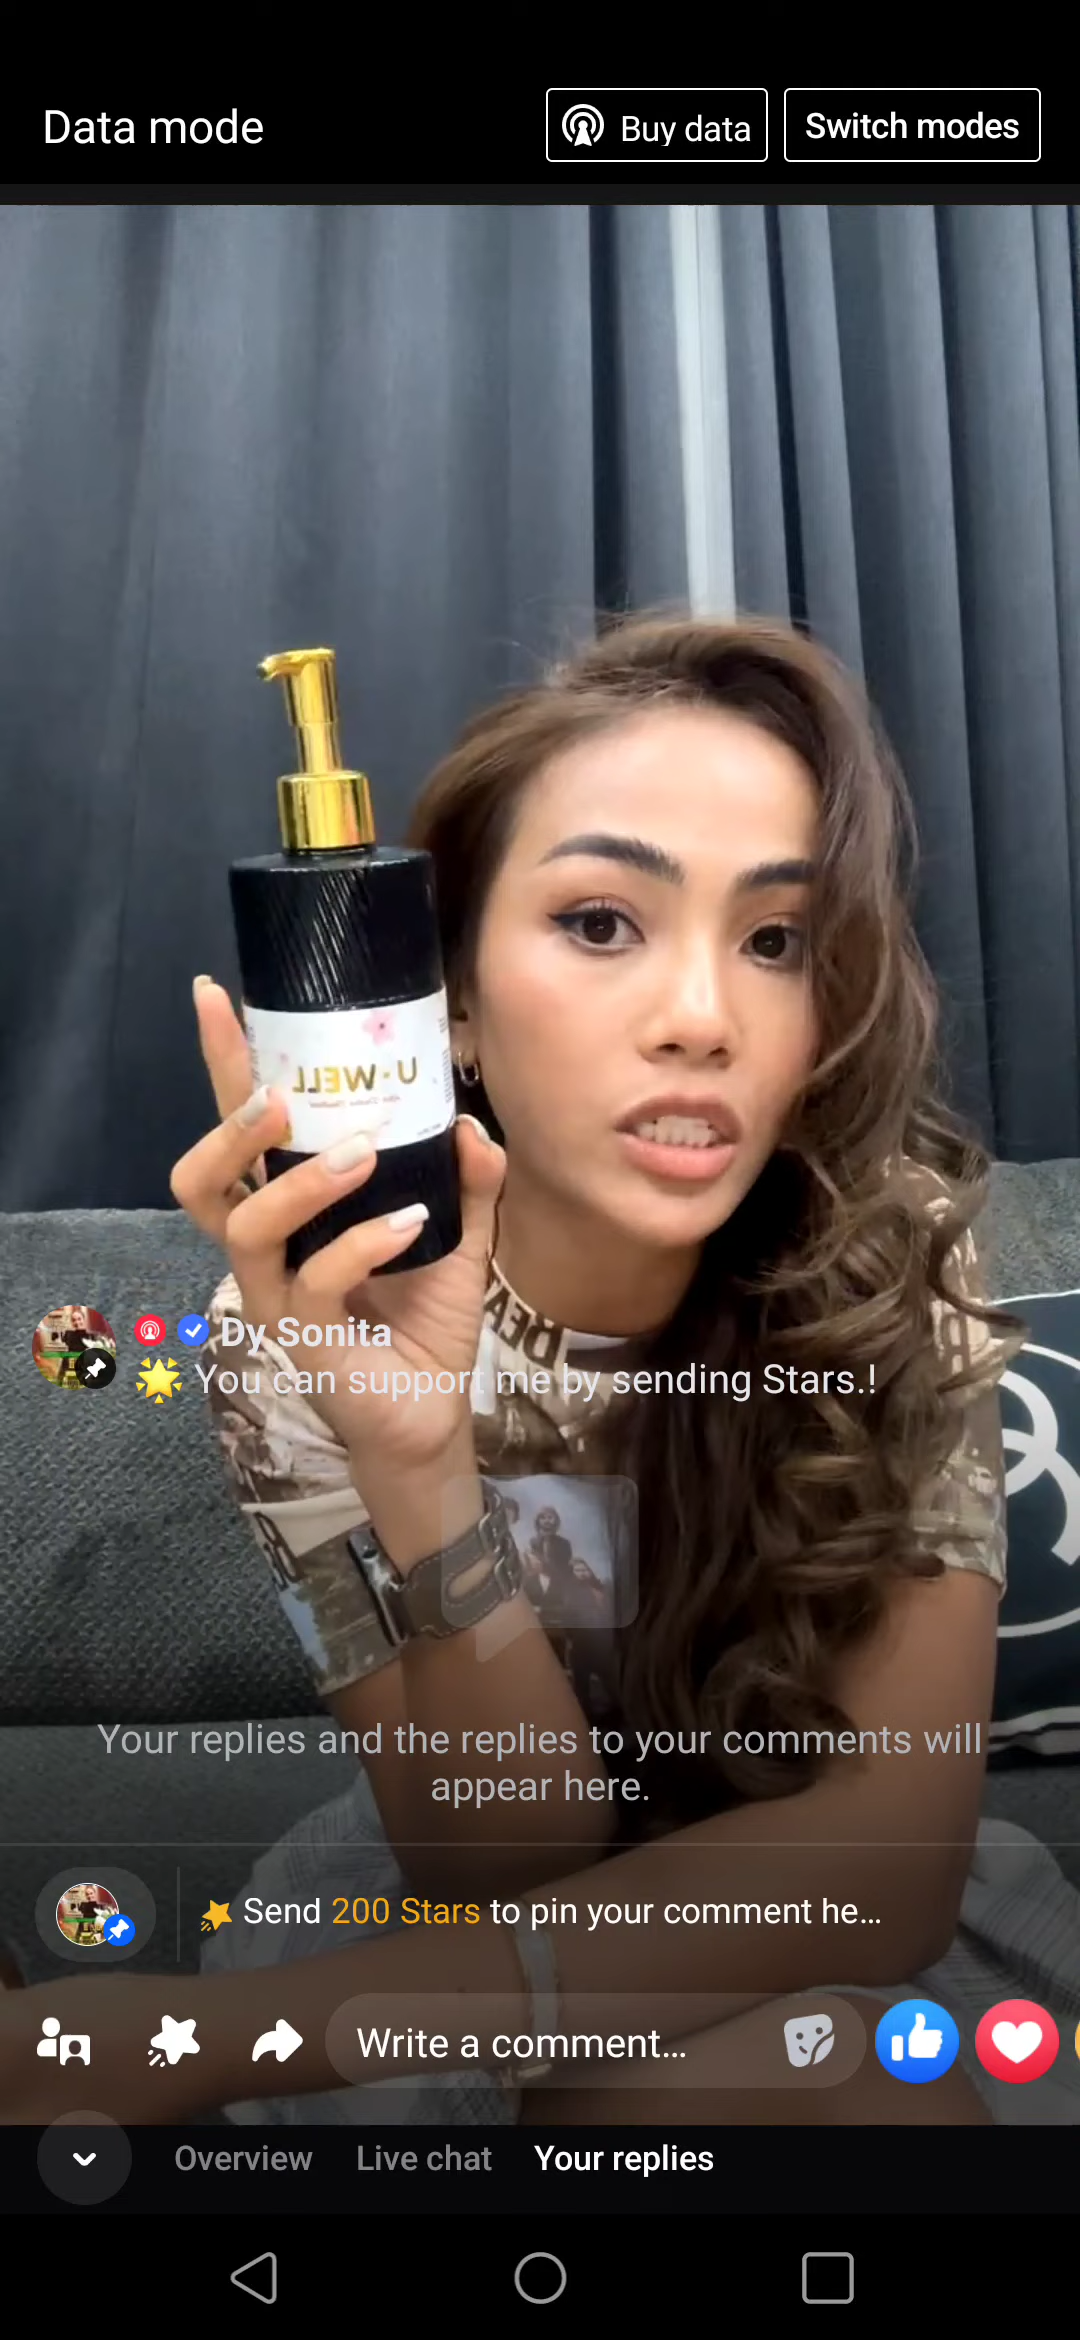 Data mode
Buy data
Switch modes
U-WELL
BEA
Dy Sonita
You can support me by sending Stars.!
Your replies and the replies to your comments will
appear here.
Send 200 Stars to pin your comment he...
Write a comment...
Overview
Live chat
Your replies